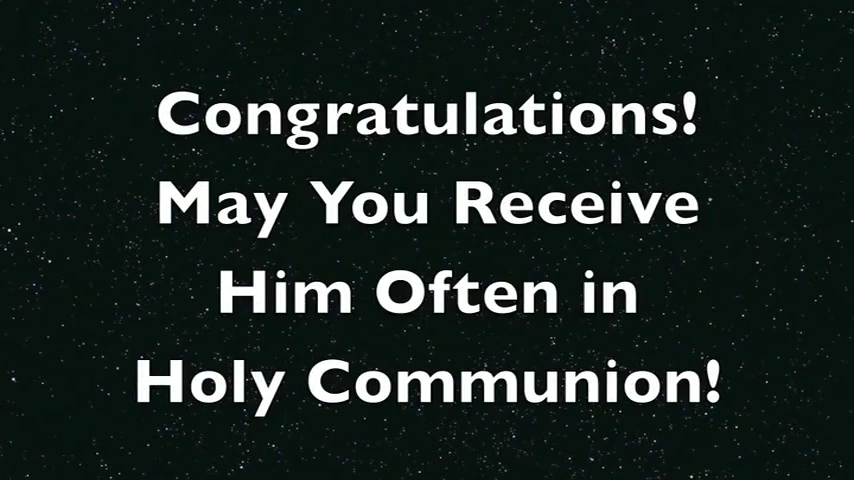 Congratulations!
May You Receive
Him Often in
Holy Communion!